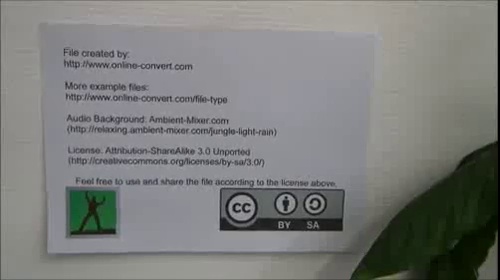 File created by:
http://www.online-convert.com
More example files:
http://www.online-convert.com/file-type
Audio Background: Ambient-Mixer.com
(http://relaxing.ambient-mixer.com/jungle-light-rain)
License: Attribution-ShareAlike 3.0 Unported
(http://creativecommons.org/licenses/by-sa/3.0/)
Feel free to use and share the file according to the license above.
CC
BY SA